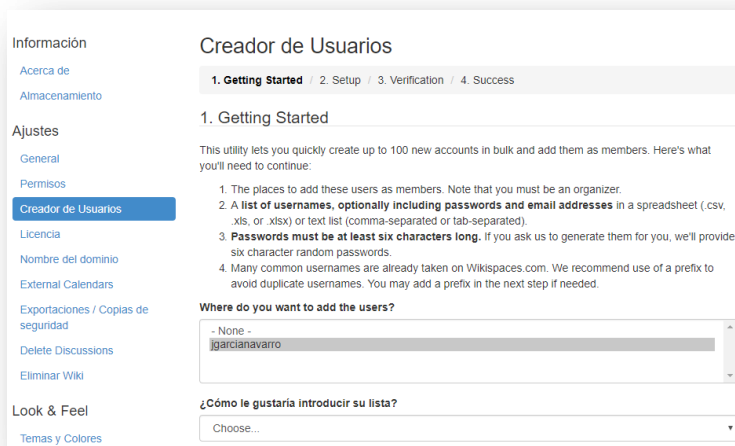 Información
Acerca de
Almacenamiento
Ajustes
General
Permisos
Creador de Usuarios
Licencia
Nombre del dominio
External Calendars
Exportaciones / Copias de
seguridad
Delete Discussions
Eliminar Wiki
Look & Feel
Temas y Colores
Creador de Usuarios
1. Getting Started / 2. Setup / 3. Verification / 4. Success
1. Getting Started
This utility lets you quickly create up to 100 new accounts in bulk and add them as members. Here's what
you'll need to continue:
1. The places to add these users as members. Note that you must be an organizer.
2. A list of usernames, optionally including passwords and email addresses in a spreadsheet (.csv,
.xls, or .xlsx) or text list (comma-separated or tab-separated).
3. Passwords must be at least six characters long. If you ask us to generate them for you, we'll provide
six character random passwords.
4. Many common usernames are already taken on Wikispaces.com. We recommend use of a prefix to
avoid duplicate usernames. You may add a prefix in the next step if needed.
Where do you want to add the users?
- None -
jgarcianavarro
¿Cómo le gustaría introducir su lista?
Choose...